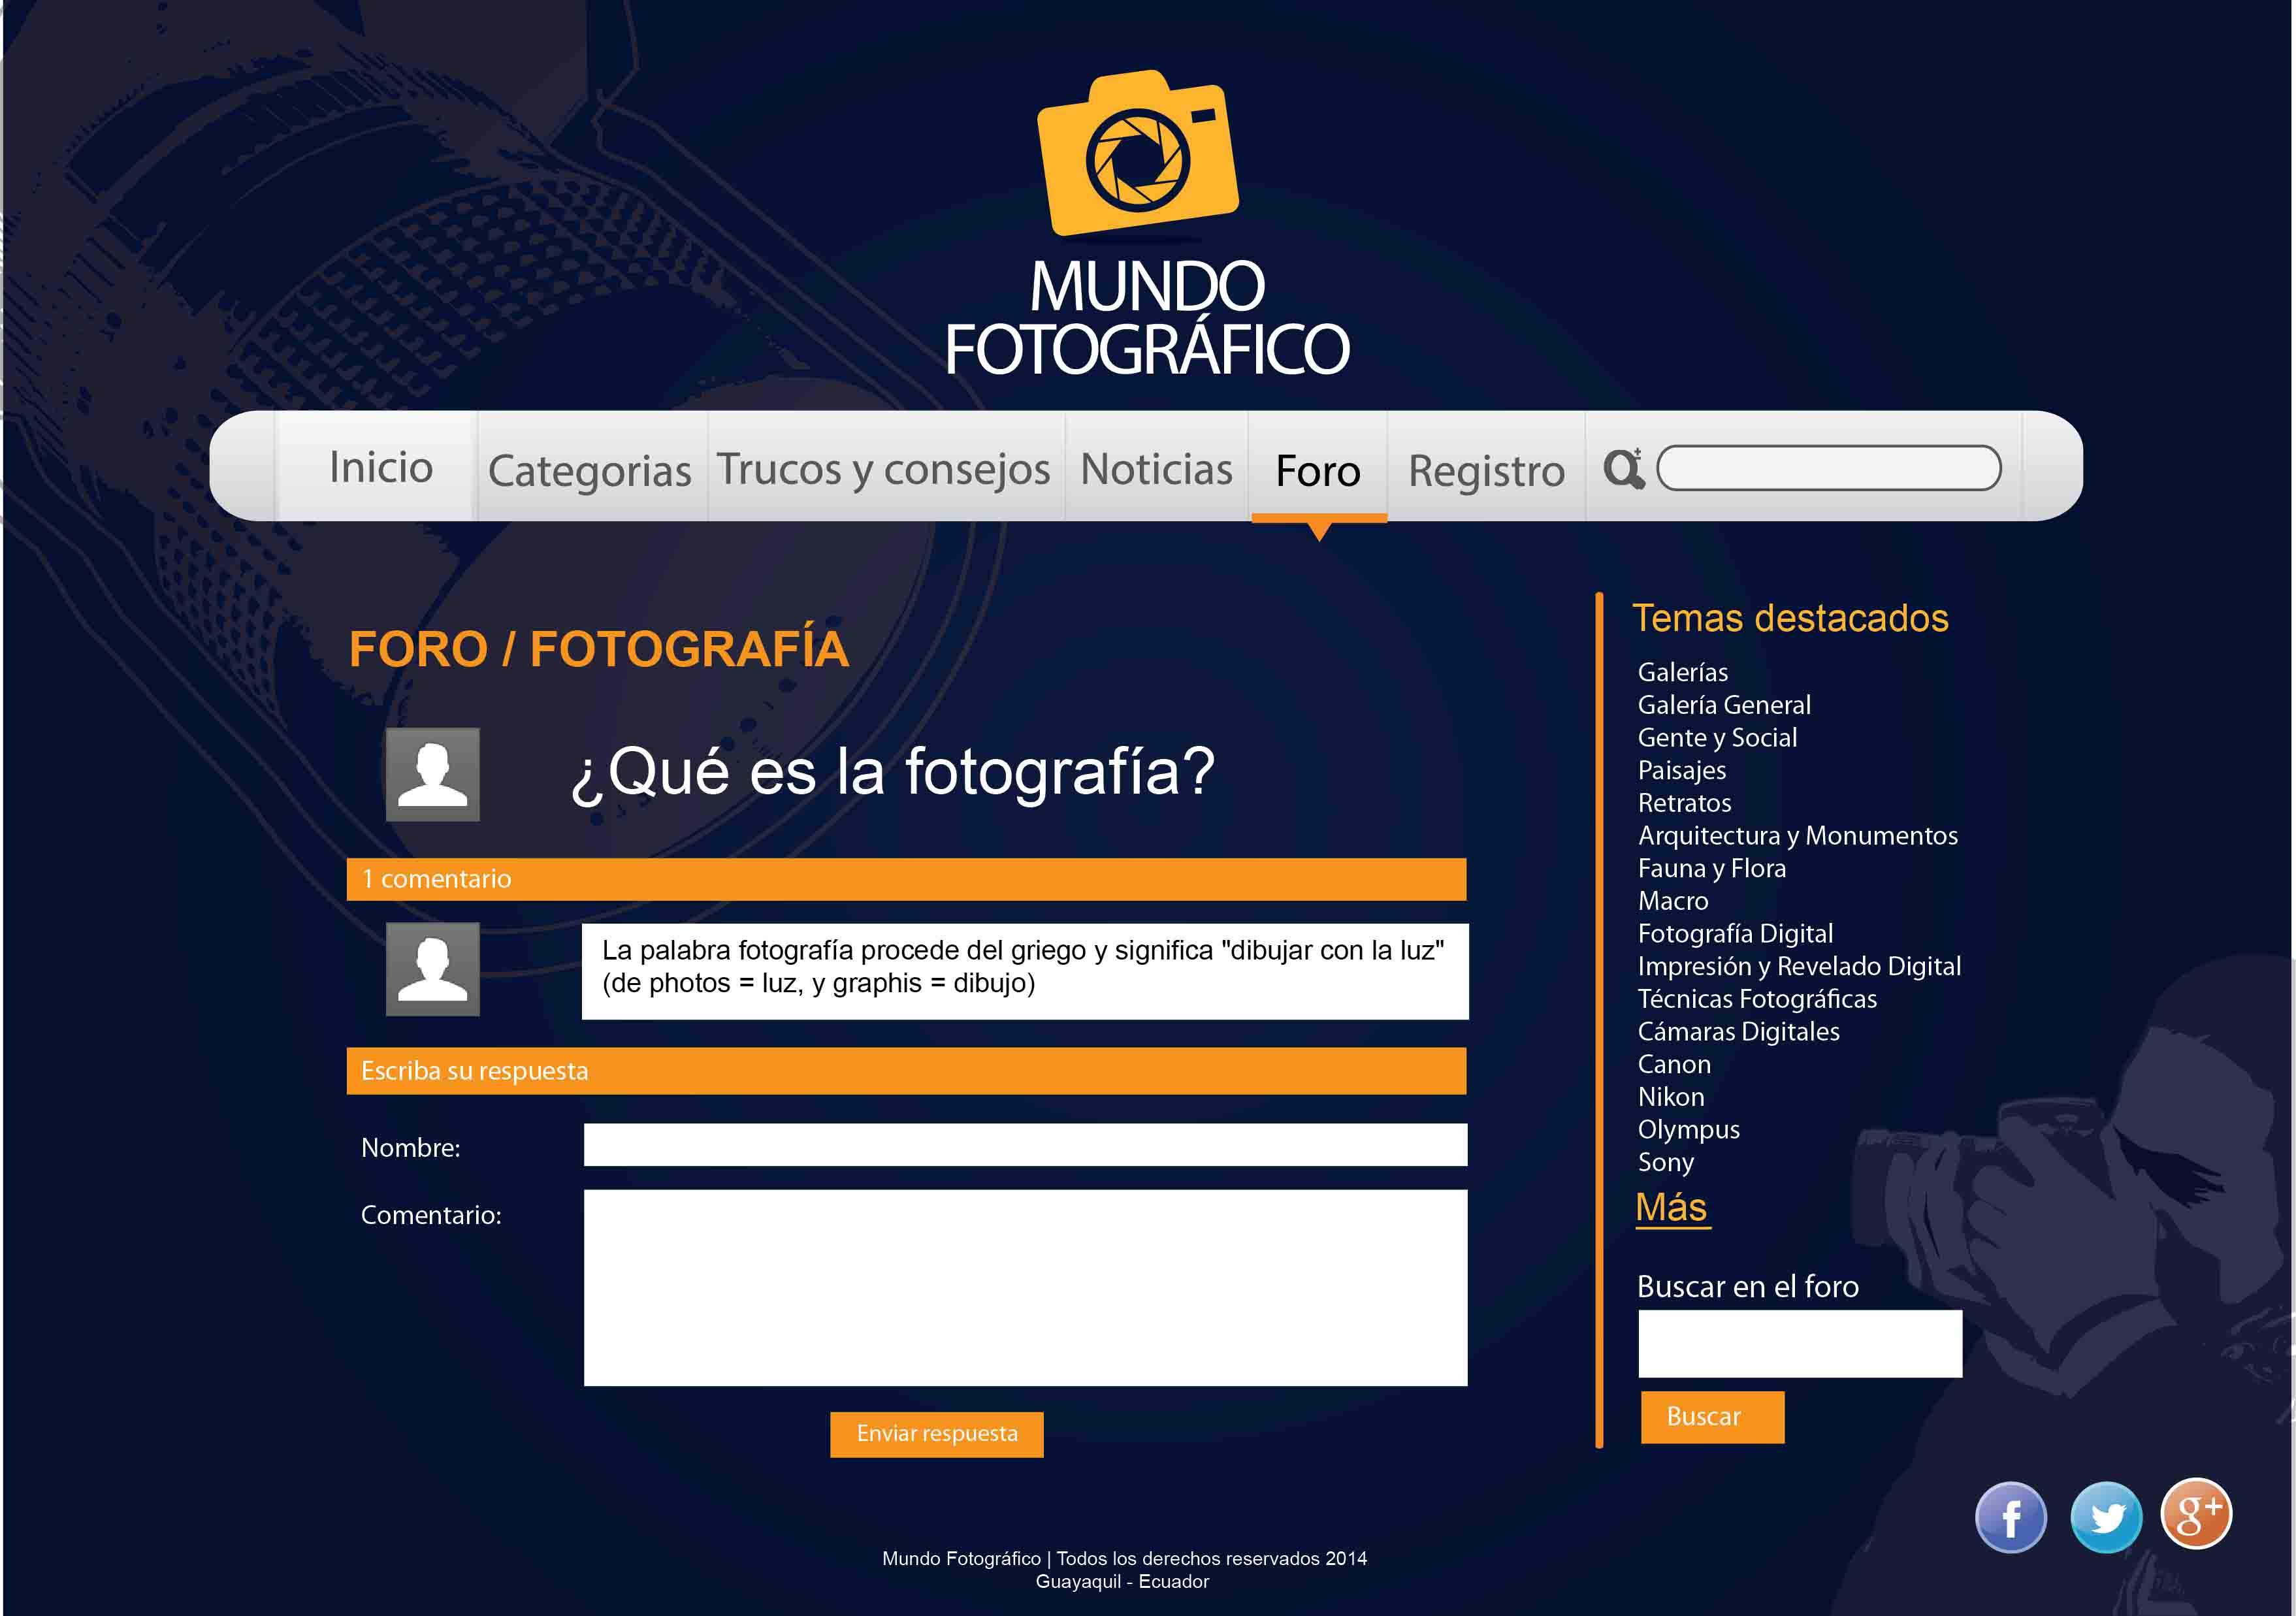 MUNDO
FOTOGRÁFICO
Inicio Categorias Trucos y consejos Noticias Foro Registro
FORO / FOTOGRAFÍA
¿Qué es la fotografía?
1 comentario
La palabra fotografía procede del griego y significa "dibujar con la luz"
(de photos = luz, y graphis = dibujo)
Escriba su respuesta
Nombre:
Comentario:
Enviar respuesta
Temas destacados
Galerías
Galería General
Gente y Social
Paisajes
Retratos
Arquitectura y Monumentos
Fauna y Flora
Macro
Fotografía Digital
Impresión y Revelado Digital
Técnicas Fotográficas
Cámaras Digitales
Canon
Nikon
Olympus
Sony
Más
Buscar en el foro
Buscar
f g+
Mundo Fotográfico | Todos los derechos reservados 2014
Guayaquil - Ecuador